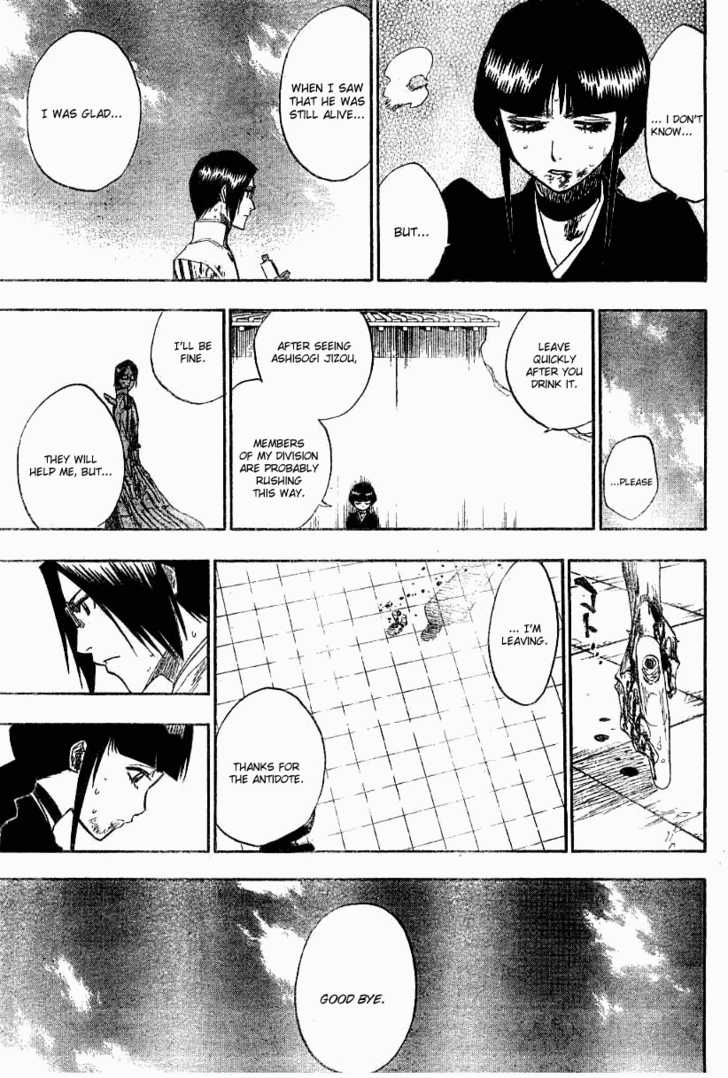 ... I DON'T
KNOW...
BUT...
WHEN I SAW
THAT HE WAS
STILL ALIVE...
I WAS GLAD...
...PLEASE
LEAVE
QUICKLY
AFTER YOU
DRINK IT.
AFTER SEEING
ASHISOGI JIZOU,
MEMBERS
OF MY DIVISION
ARE PROBABLY
RUSHING
THIS WAY.
I'LL BE
FINE.
THEY WILL
HELP ME, BUT...
... I'M
LEAVING.
THANKS FOR
THE ANTIDOTE.
GOOD BYE.